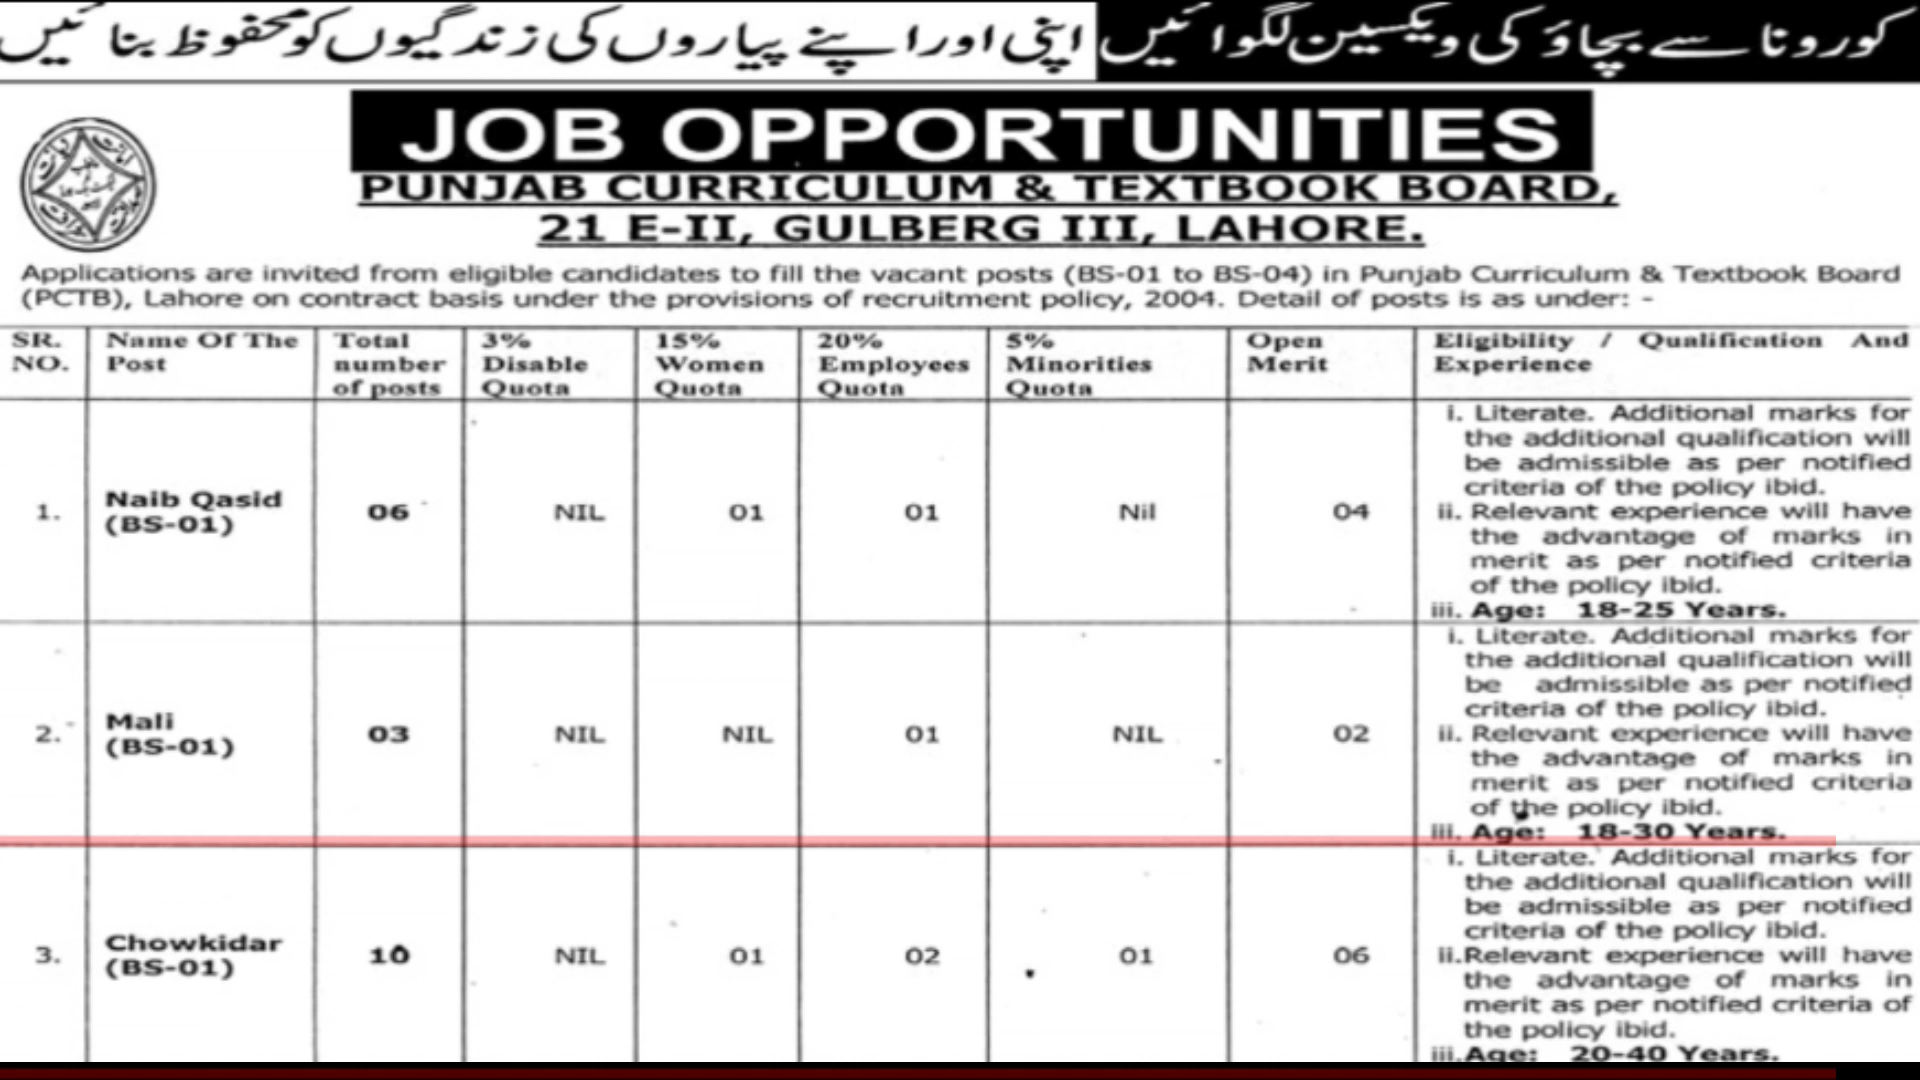 کورونا سے بچاؤ کی ویکسین لگوائیں اپنی اور اپنے پیاروں کی زندگیوں کو محفوظ بنائیں
JOB OPPORTUNITIES
PUNJAB CURRICULUM & TEXTBOOK BOARD,
21 E-II, GULBERG III, LAHORE.
Applications are invited from eligible candidates to fill the vacant posts (BS-01 to BS-04) in Punjab Curriculum & Textbook Board
(PCTB), Lahore on contract basis under the provisions of recruitment policy, 2004. Detail of posts is as under: -
SR. NO.
Name Of The Post
Total number of posts
3% Disable Quota
15% Women Quota
20% Employees Quota
5% Minorities Quota
Open Merit
Eligibility / Qualification And Experience
1.
Naib Qasid
(BS-01)
06
NIL
01
01
Nil
04
i. Literate. Additional marks for
the additional qualification will
be admissible as per notified
criteria of the policy ibid.
ii. Relevant experience will have
the advantage of marks in
merit as per notified criteria
of the policy ibid.
iii. Age: 18-25 Years.
2.
Mali
(BS-01)
03
NIL
NIL
01
NIL
02
i. Literate. Additional marks for
the additional qualification will
be admissible as per notified
criteria of the policy ibid.
ii. Relevant experience will have
the advantage of marks in
merit as per notified criteria
of the policy ibid.
iii. Age: 18-30 Years.
3.
Chowkidar
(BS-01)
10
NIL
01
02
01
06
i. Literate. Additional marks for
the additional qualification will
be admissible as per notified
criteria of the policy ibid.
ii.Relevant experience will have
the advantage of marks in
merit as per notified criteria of
the policy ibid.
iii.Age: 20-40 Years.